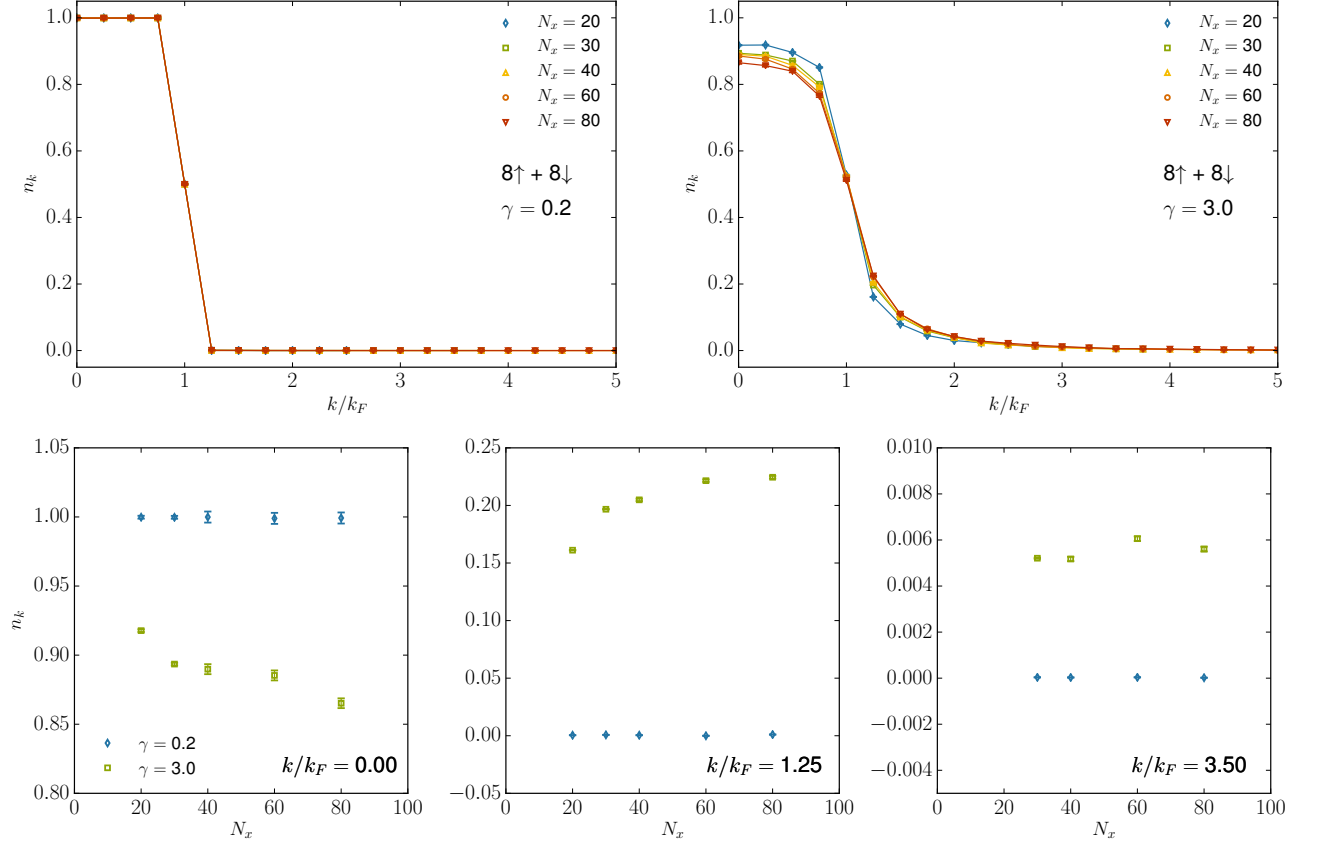 1.0
0.8
0.6
0.4
0.2
0.0
n_k
0 1 2 3 4 5
k/k_F
N_x = 20
N_x = 30
N_x = 40
N_x = 60
N_x = 80
8↑ + 8↓
γ = 0.2
1.0
0.8
0.6
0.4
0.2
0.0
n_k
0 1 2 3 4 5
k/k_F
N_x = 20
N_x = 30
N_x = 40
N_x = 60
N_x = 80
8↑ + 8↓
γ = 3.0
1.05
1.00
0.95
0.90
0.85
0.80
n_k
0 20 40 60 80 100
N_x
γ = 0.2
γ = 3.0
k/k_F = 0.00
0.25
0.20
0.15
0.10
0.05
0.00
−0.05
0 20 40 60 80 100
N_x
k/k_F = 1.25
0.010
0.008
0.006
0.004
0.002
0.000
−0.002
−0.004
0 20 40 60 80 100
N_x
k/k_F = 3.50